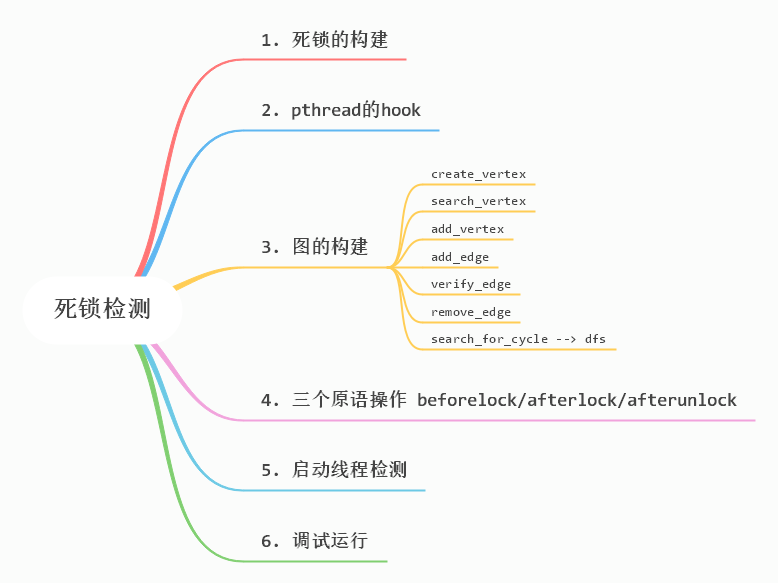 1. 死锁的构建
2. pthread的hook
create_vertex
search_vertex
add_vertex
3. 图的构建
add_edge
verify_edge
remove_edge
search_for_cycle --> dfs
死锁检测
4. 三个原语操作 beforelock/afterlock/afterunlock
5. 启动线程检测
6. 调试运行